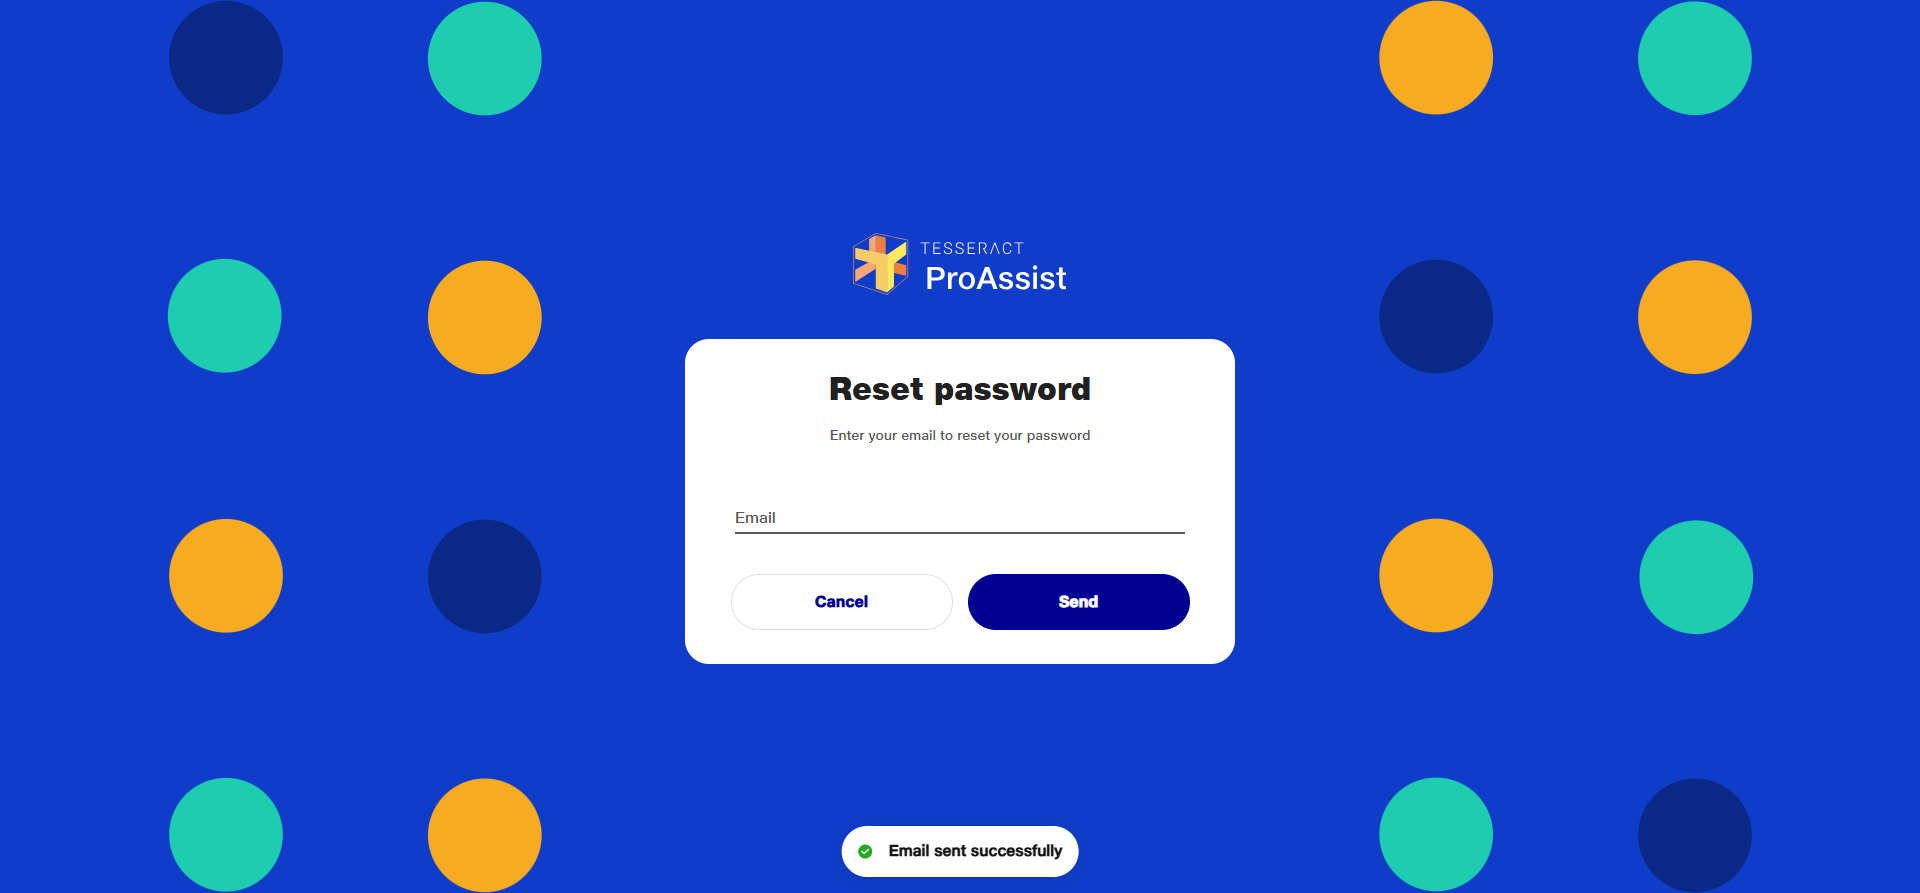 TESSERACT
ProAssist
Reset password
Enter your email to reset your password
Email
Cancel
Send
Email sent successfully